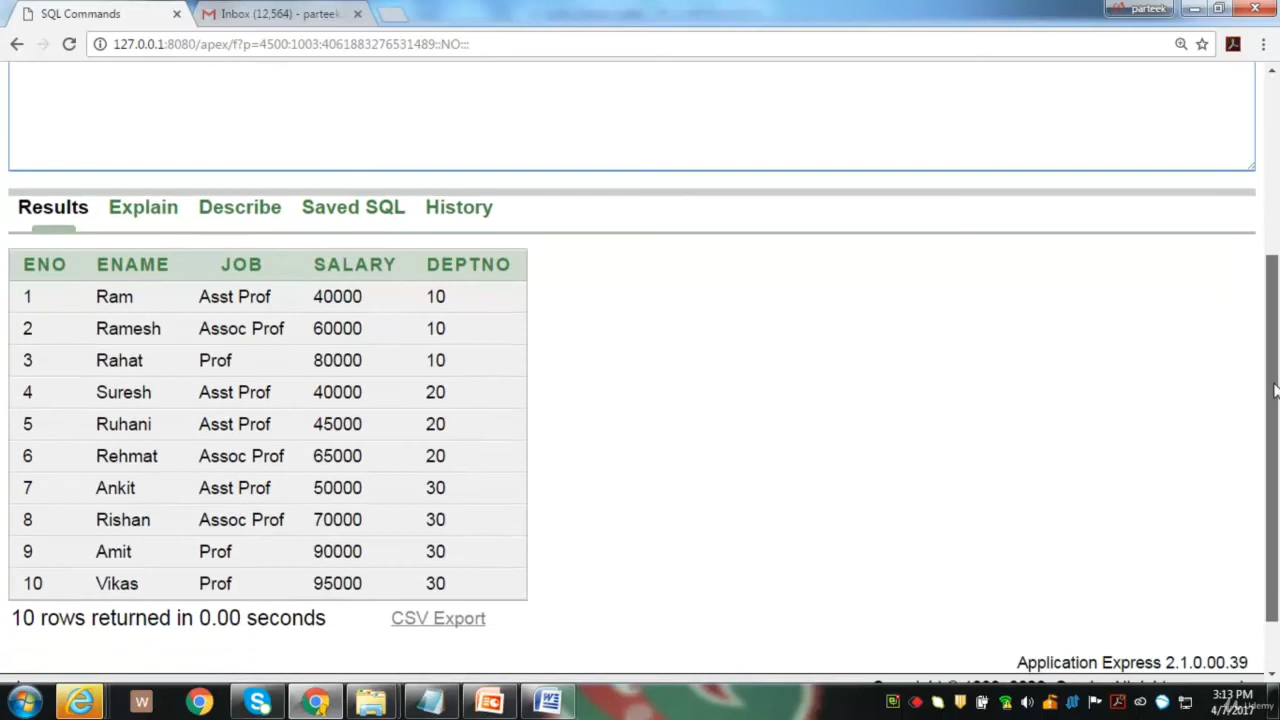 SQL Commands
Inbox (12,564) - parteek.
parteek
127.0.0.1:8080/apex/f?p=4500:1003:4061883276531489::NO:::
Results Explain Describe Saved SQL History
ENO ENAME JOB SALARY DEPTNO
1 Ram Asst Prof 40000 10
2 Ramesh Assoc Prof 60000 10
3 Rahat Prof 80000 10
4 Suresh Asst Prof 40000 20
5 Ruhani Asst Prof 45000 20
6 Rehmat Assoc Prof 65000 20
7 Ankit Asst Prof 50000 30
8 Rishan Assoc Prof 70000 30
9 Amit Prof 90000 30
10 Vikas Prof 95000 30
10 rows returned in 0.00 seconds CSV Export
Application Express 2.1.0.00.39
3:13 PM
4/7/2017
Udemy